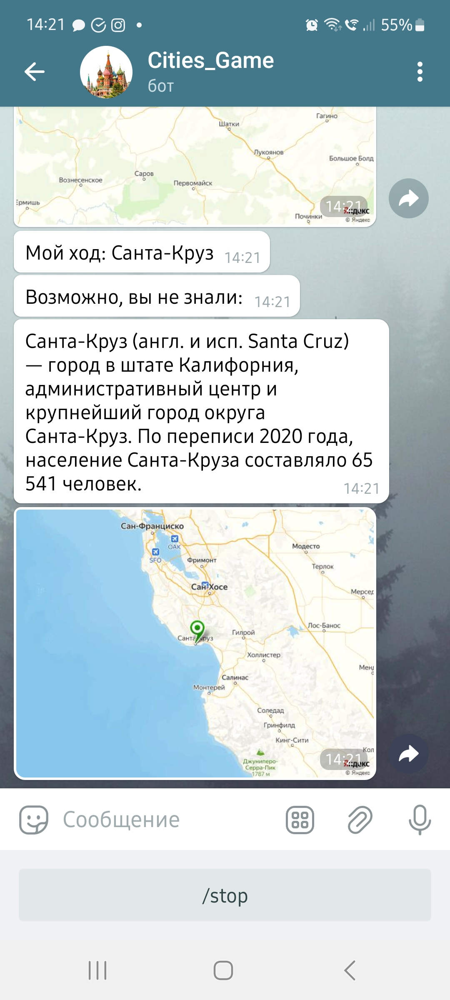 14:21
55%
Cities_Game
бот
Гагино
Шатки
Лукоянов
Большое Болд
Саров
Вознесенское
Первомайск
Ермишь
Починки
14:21
Яндекс
© Яндекс
Мой ход: Санта-Круз 14:21
Возможно, вы не знали: 14:21
Санта-Круз (англ. и исп. Santa Cruz)
— город в штате Калифорния,
административный центр и
крупнейший город округа
Санта-Круз. По переписи 2020 года,
население Санта-Круза составляло 65
541 человек.
14:21
Сан-Франциско
OAK
SFO
Модесто
Фримонт
Терлок
Сан-Хосе
Мерсед
Лос-Банос
Гилрой
Санта-Круз
Холлистер
Менд
Салинас
Монтерей
Соледад
Гринфилд
Кинг-Сити
Кол
Джуниперо-
Серра-Пик
1787 м
14:21
Яндекс
© Яндекс
Сообщение
/stop